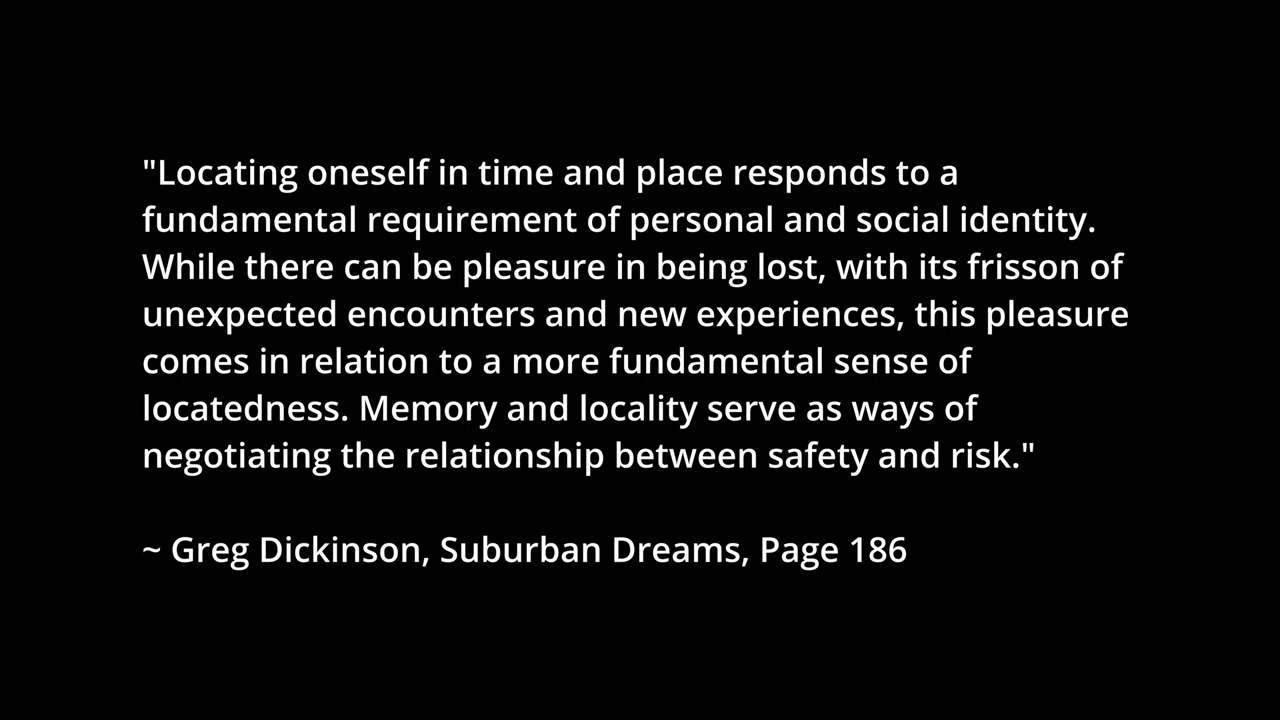 "Locating oneself in time and place responds to a
fundamental requirement of personal and social identity.
While there can be pleasure in being lost, with its frisson of
unexpected encounters and new experiences, this pleasure
comes in relation to a more fundamental sense of
locatedness. Memory and locality serve as ways of
negotiating the relationship between safety and risk."
~ Greg Dickinson, Suburban Dreams, Page 186